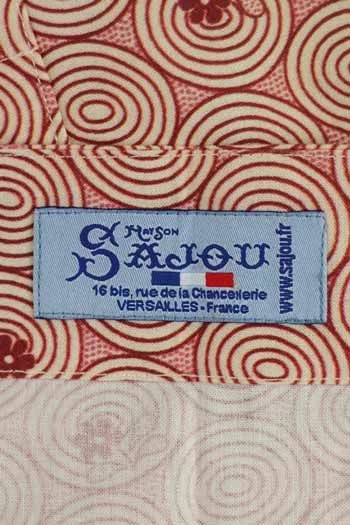 MAISON
SAJOU
16 bis, rue de la Chancellerie
VERSAILLES - France
www.sajou.fr